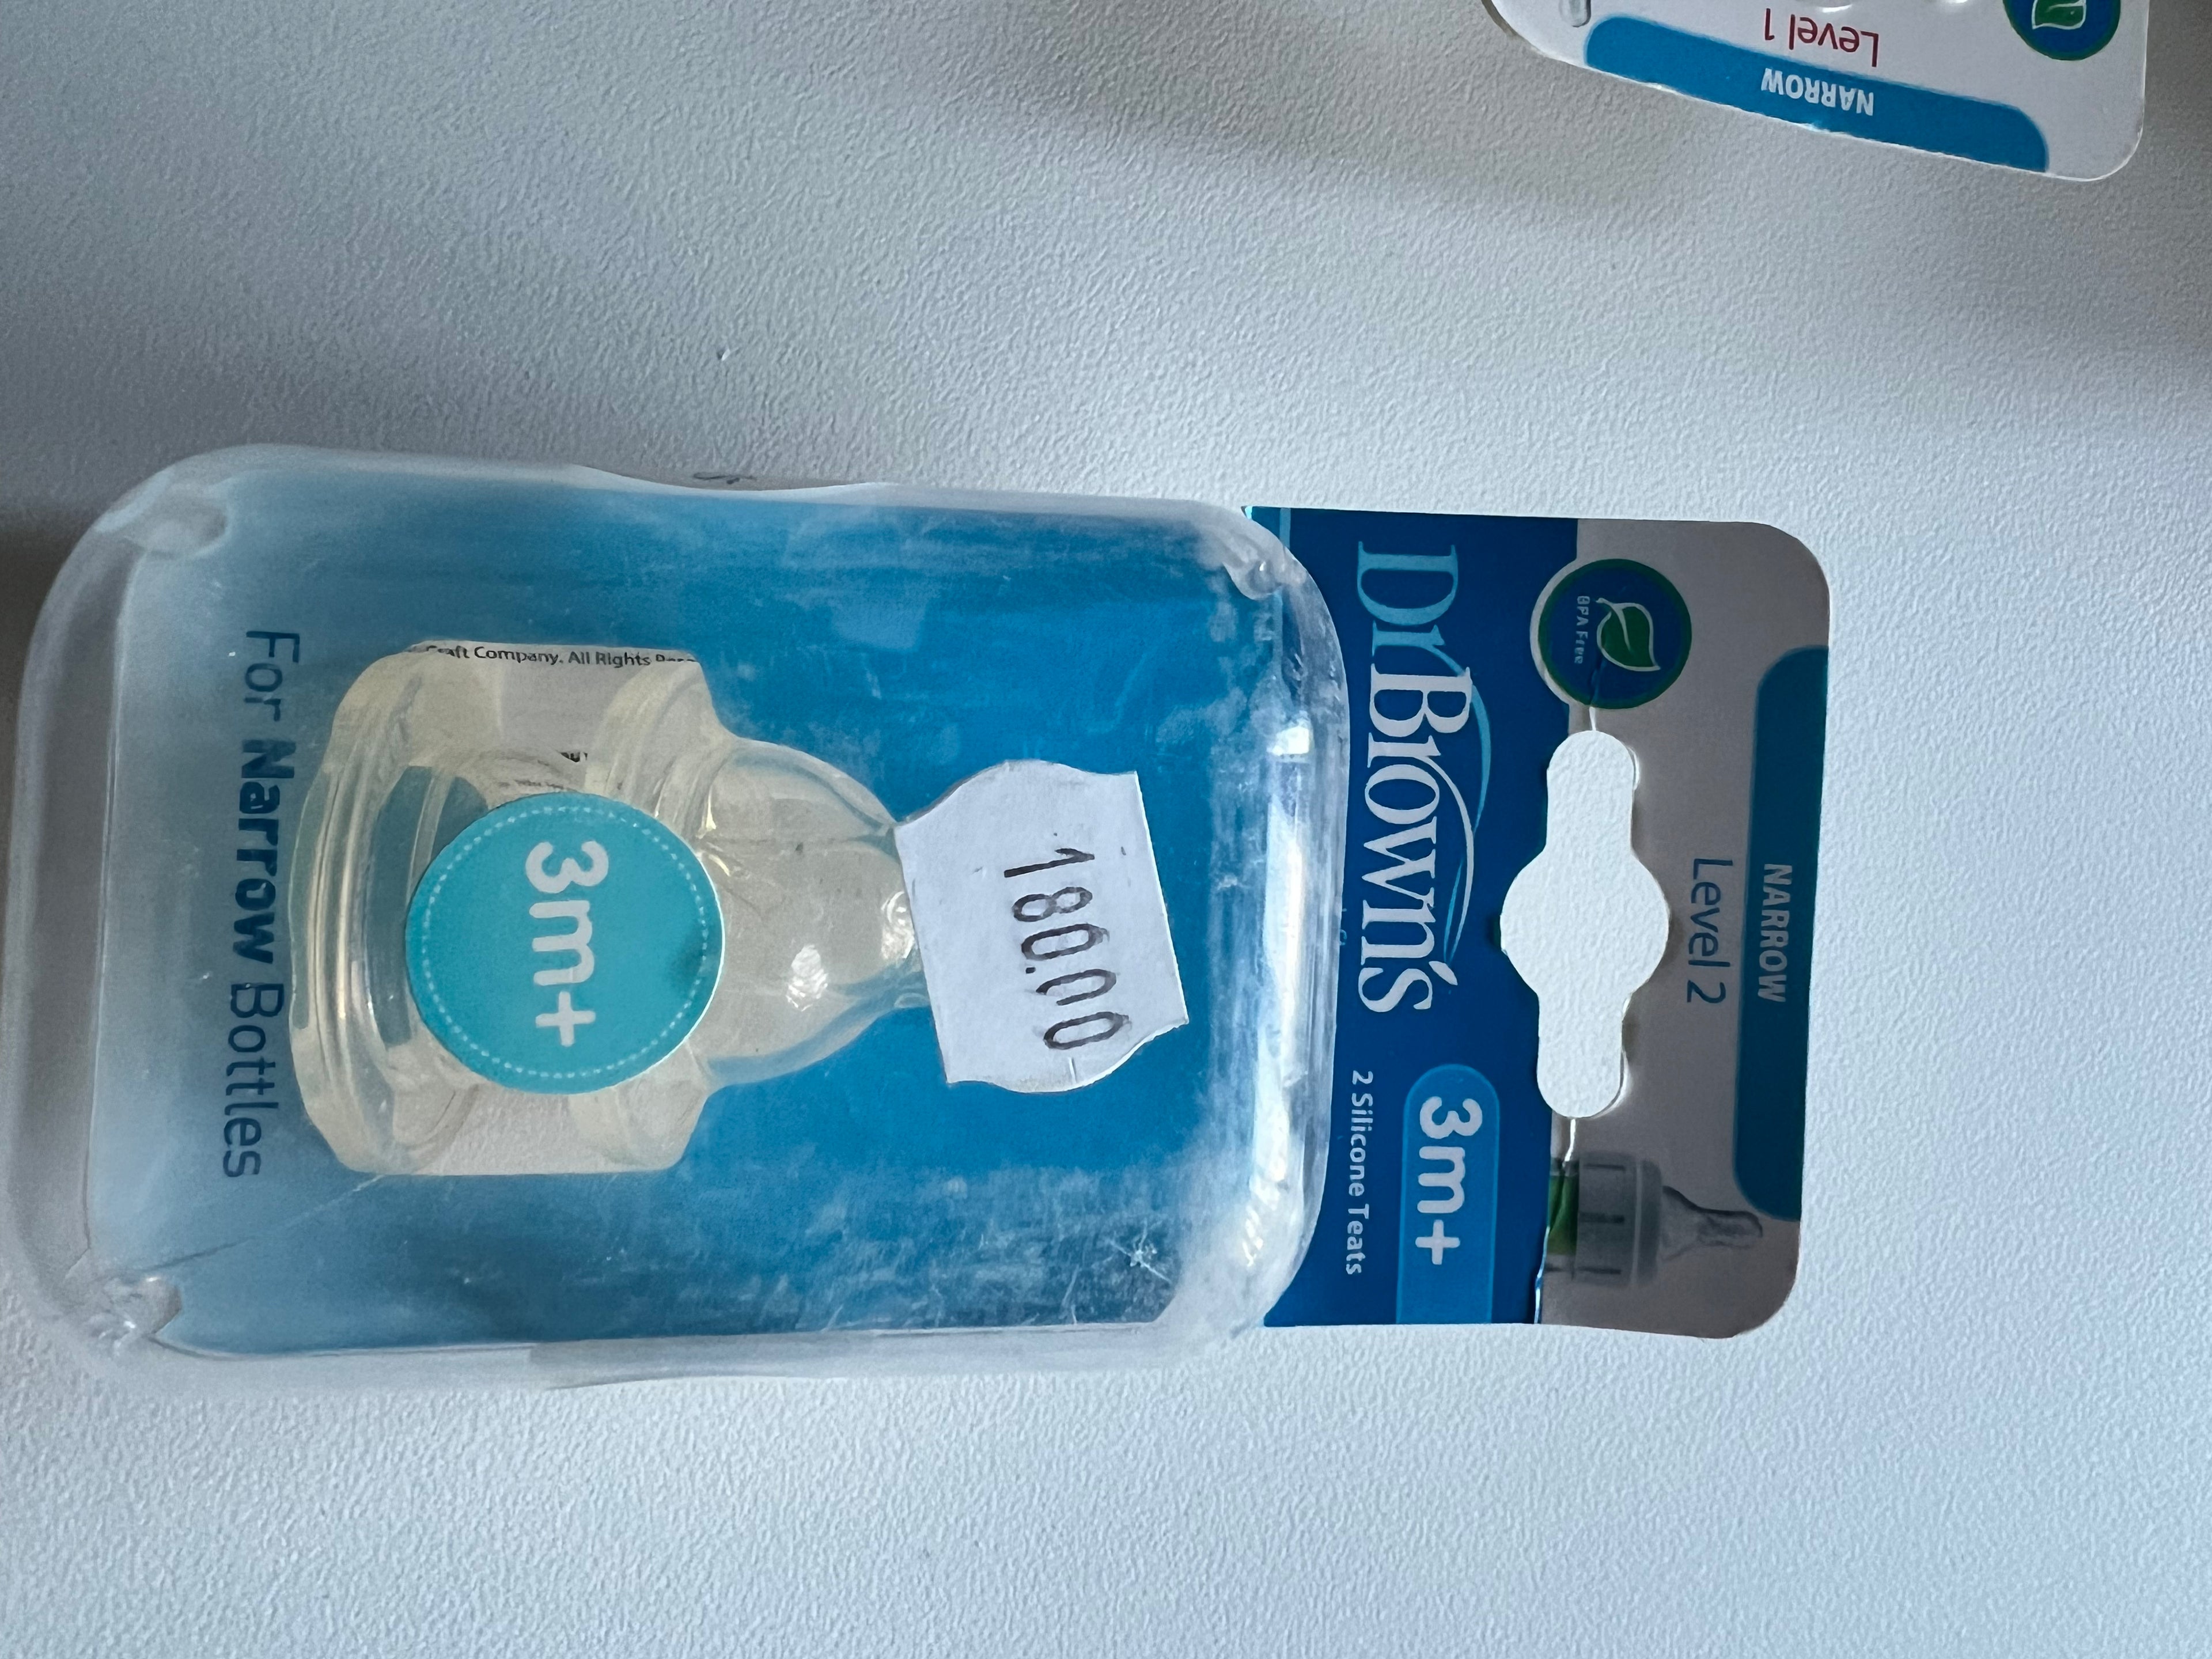 NARROW
Level 2
BPA Free
Dr Brown's
3m+
2 Silicone Teats
180.00
3m+
Craft Company. All Rights
For Narrow Bottles
NARROW
Level 1